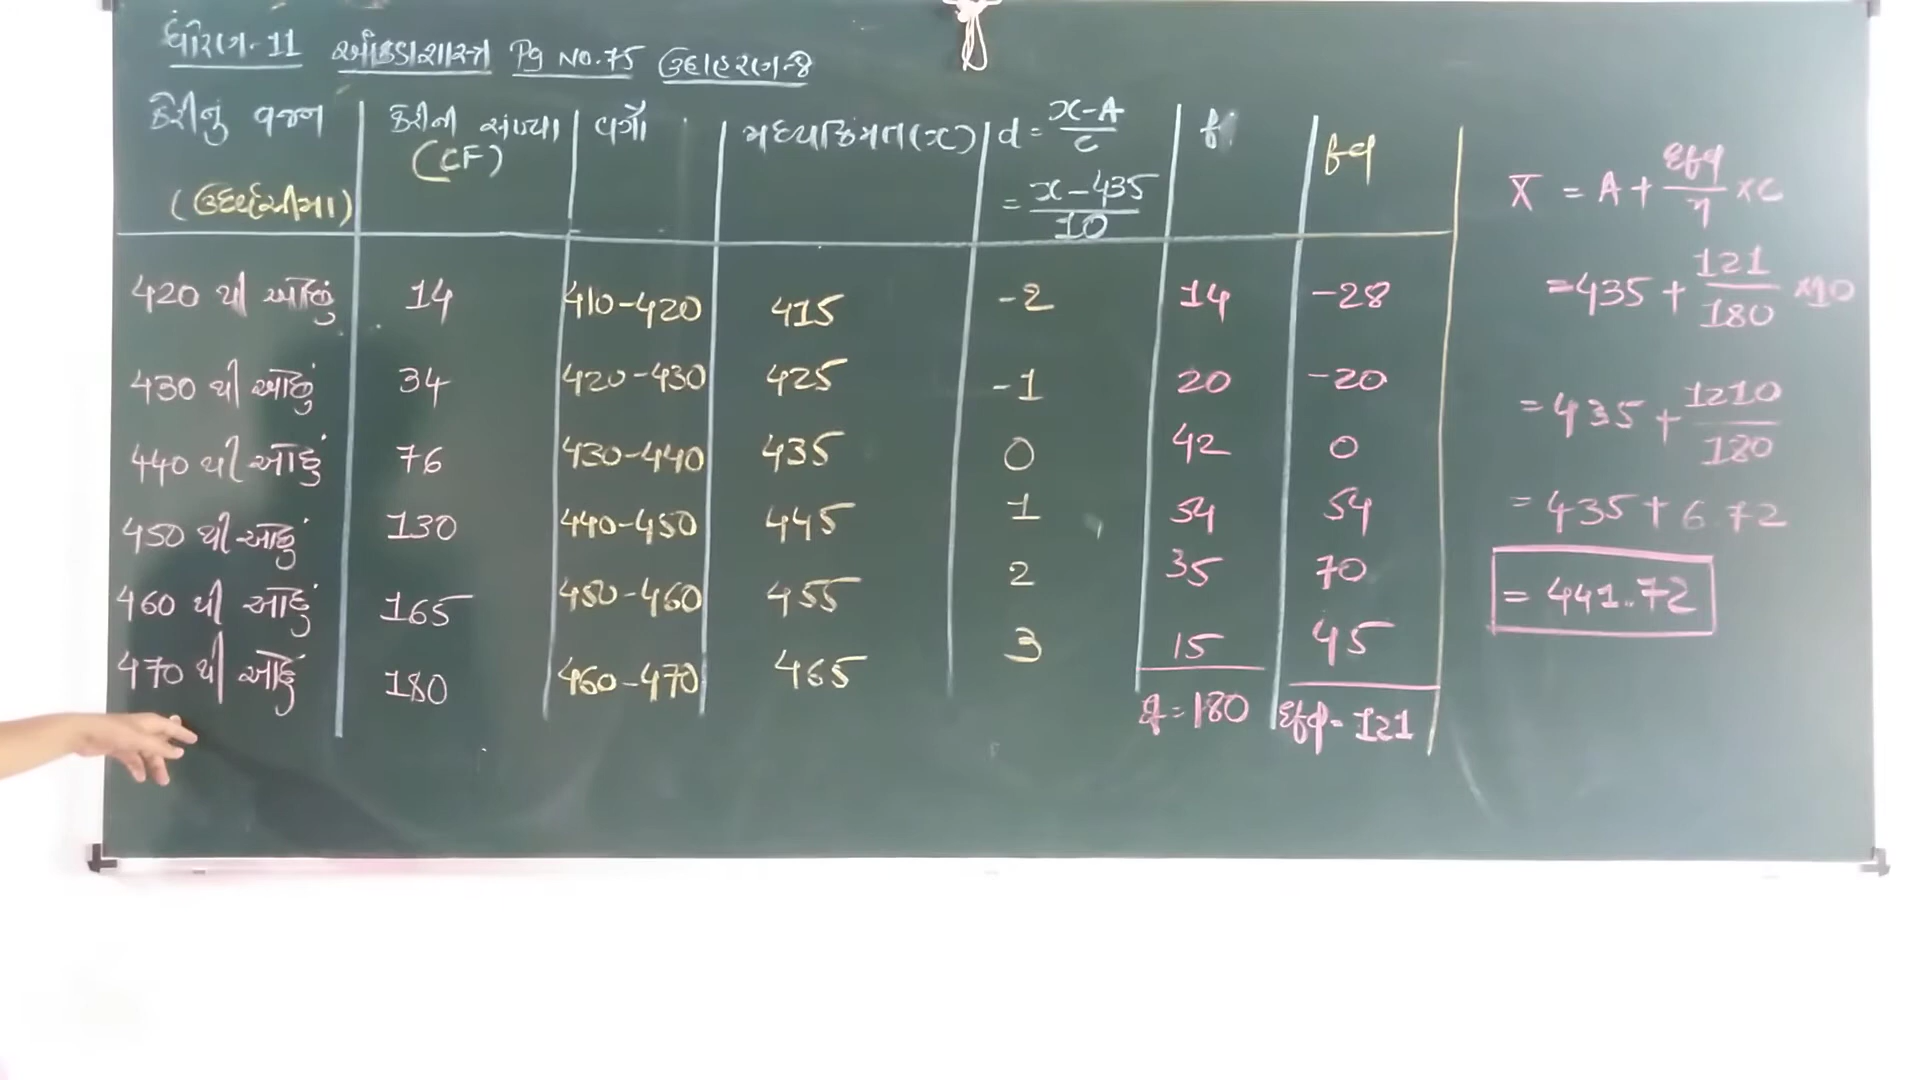 ધોરણ-11 આંકડાશાસ્ત્ર Pg NO.75 ઉદાહરણ-8
કેરીનું વજન | કેરીની સંખ્યા | વર્ગો | મધ્યકિંમત(x) | d = x-A / c | f | fd
(ઉર્ધ્વસીમા) (CF) = x-435 / 10
420 થી ઓછું 14 410-420 415 -2 14 -28
430 થી ઓછું 34 420-430 425 -1 20 -20
440 થી ઓછું 76 430-440 435 0 42 0
450 થી ઓછું 130 440-450 445 1 54 54
460 થી ઓછું 165 450-460 455 2 35 70
470 થી ઓછું 180 460-470 465 3 15 45
=180 Σfd=121
x̄ = A + Σfd / n × c
= 435 + 121 / 180 × 10
= 435 + 1210 / 180
= 435 + 6.72
= 441.72